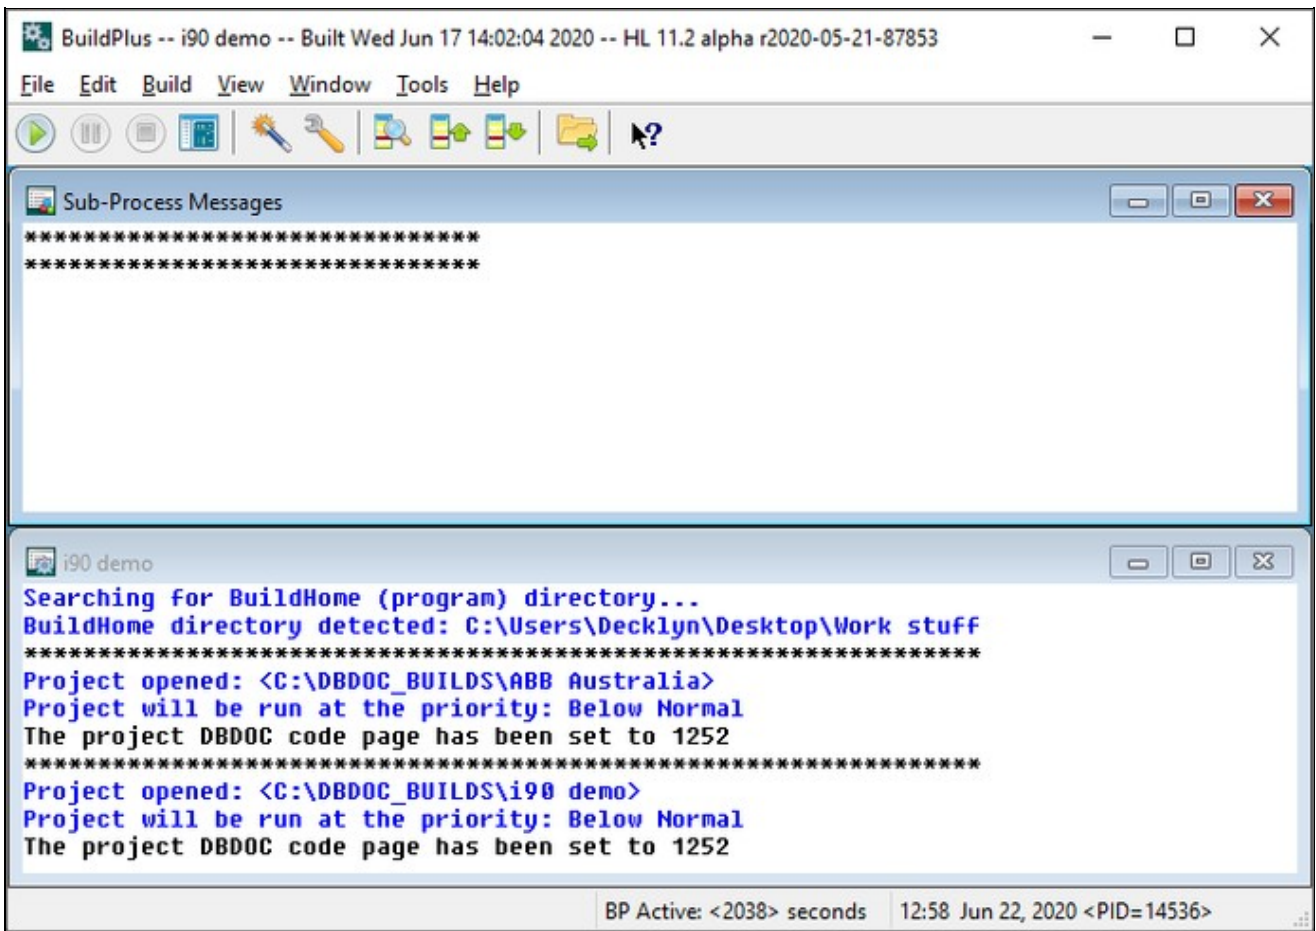 BuildPlus -- i90 demo -- Built Wed Jun 17 14:02:04 2020 -- HL 11.2 alpha r2020-05-21-87853
File Edit Build View Window Tools Help
?
Sub-Process Messages
*******************************
*******************************
i90 demo
Searching for BuildHome (program) directory...
BuildHome directory detected: C:\Users\Decklyn\Desktop\Work stuff
*****************************************************************
Project opened: <C:\DBDOC_BUILDS\ABB Australia>
Project will be run at the priority: Below Normal
The project DBDOC code page has been set to 1252
*****************************************************************
Project opened: <C:\DBDOC_BUILDS\i90 demo>
Project will be run at the priority: Below Normal
The project DBDOC code page has been set to 1252
BP Active: <2038> seconds 12:58 Jun 22, 2020 <PID=14536>